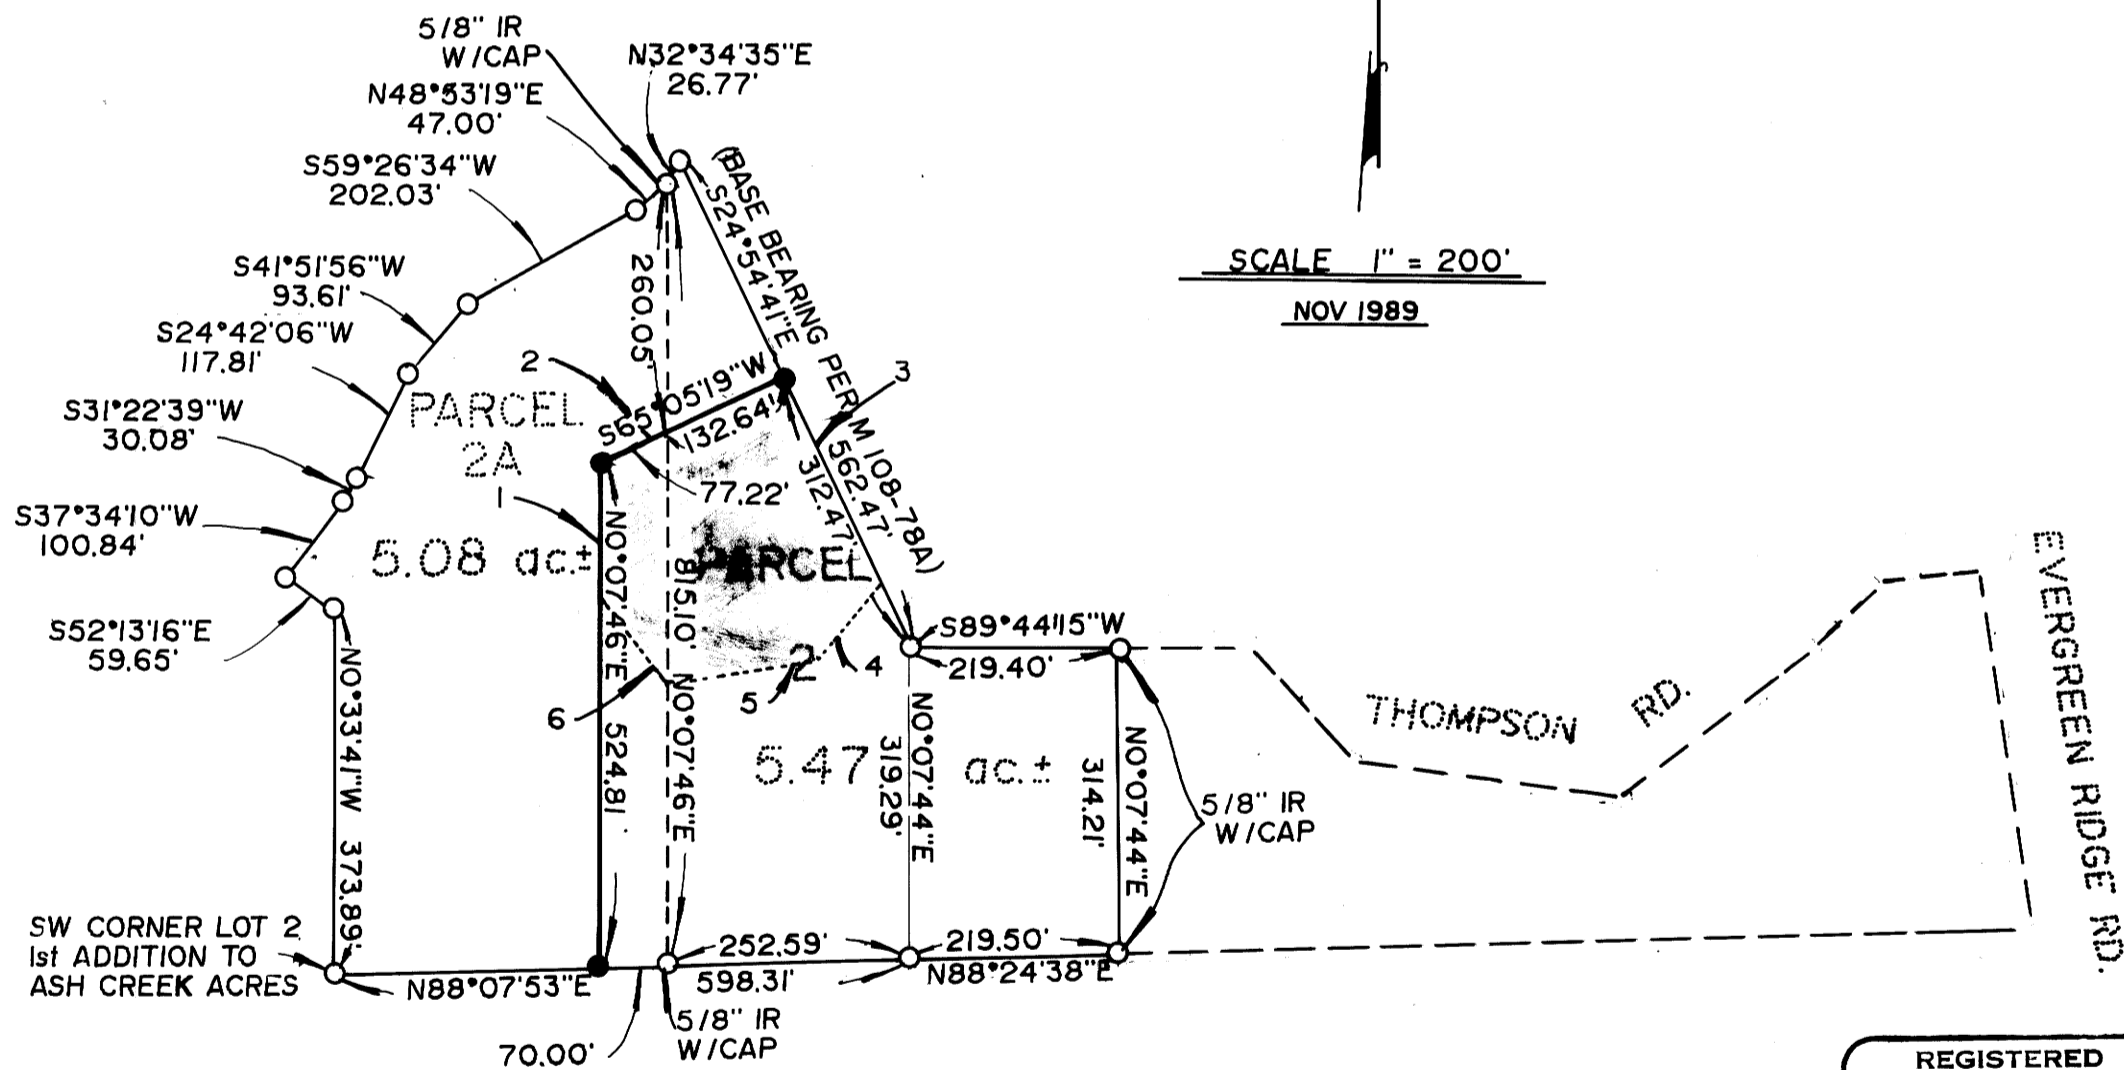 5/8" IR
W/CAP
N32°34'35"E
26.77'
N48°53'19"E
47.00'
S59°26'34"W
202.03'
S41°51'56"W
93.61'
S24°42'06"W
117.81'
S31°22'39"W
30.08'
S37°34'10"W
100.84'
S52°13'16"E
59.65'
N0°33'41"W 373.89'
SW CORNER LOT 2
1st ADDITION TO
ASH CREEK ACRES
N88°07'53"E
70.00'
5/8" IR
W/CAP
252.59'
598.31'
219.50'
N88°24'38"E
PARCEL
2A
5.08 ac.±
1
2
260.05'
S65°05'19"W
132.64'
77.22'
N0°07'46"E 524.81'
815.10' N0°07'46"E
(BASE BEARING PER M 108-78A)
S24°54'41"E
562.47'
312.47'
3
PARCEL
2
4
5
6
5.47 ac.±
S89°44'15"W
219.40'
N0°07'44"E
319.29'
N0°07'44"E
314.21'
5/8" IR
W/CAP
THOMPSON RD.
EVERGREEN RIDGE RD.
SCALE 1" = 200'
NOV 1989
REGISTERED